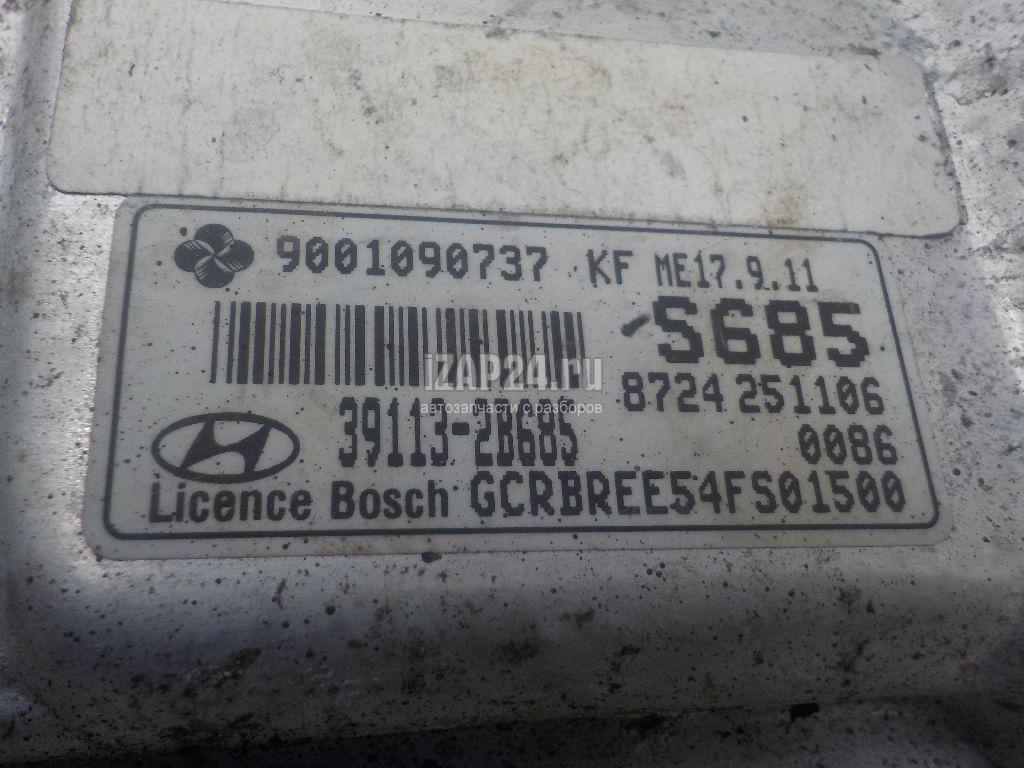 9001090737 KF ME17.9.11
S685
iZAP24.ru
8724 251106
автозапчасти с разборов
39113-2B685
0086
Licence Bosch GCRBREE54FS01500